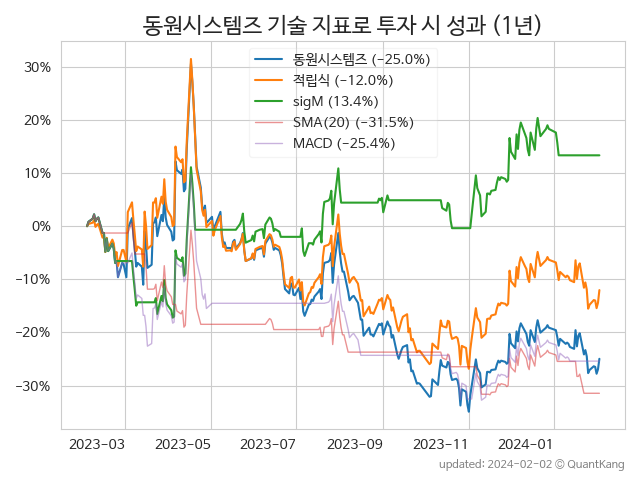 동원시스템즈 기술 지표로 투자 시 성과 (1년)
동원시스템즈 (−25.0%)
적립식 (−12.0%)
sigM (13.4%)
SMA(20) (−31.5%)
MACD (−25.4%)
30%
20%
10%
0%
−10%
−20%
−30%
2023−03 2023−05 2023−07 2023−09 2023−11 2024−01
updated: 2024−02−02 © QuantKang